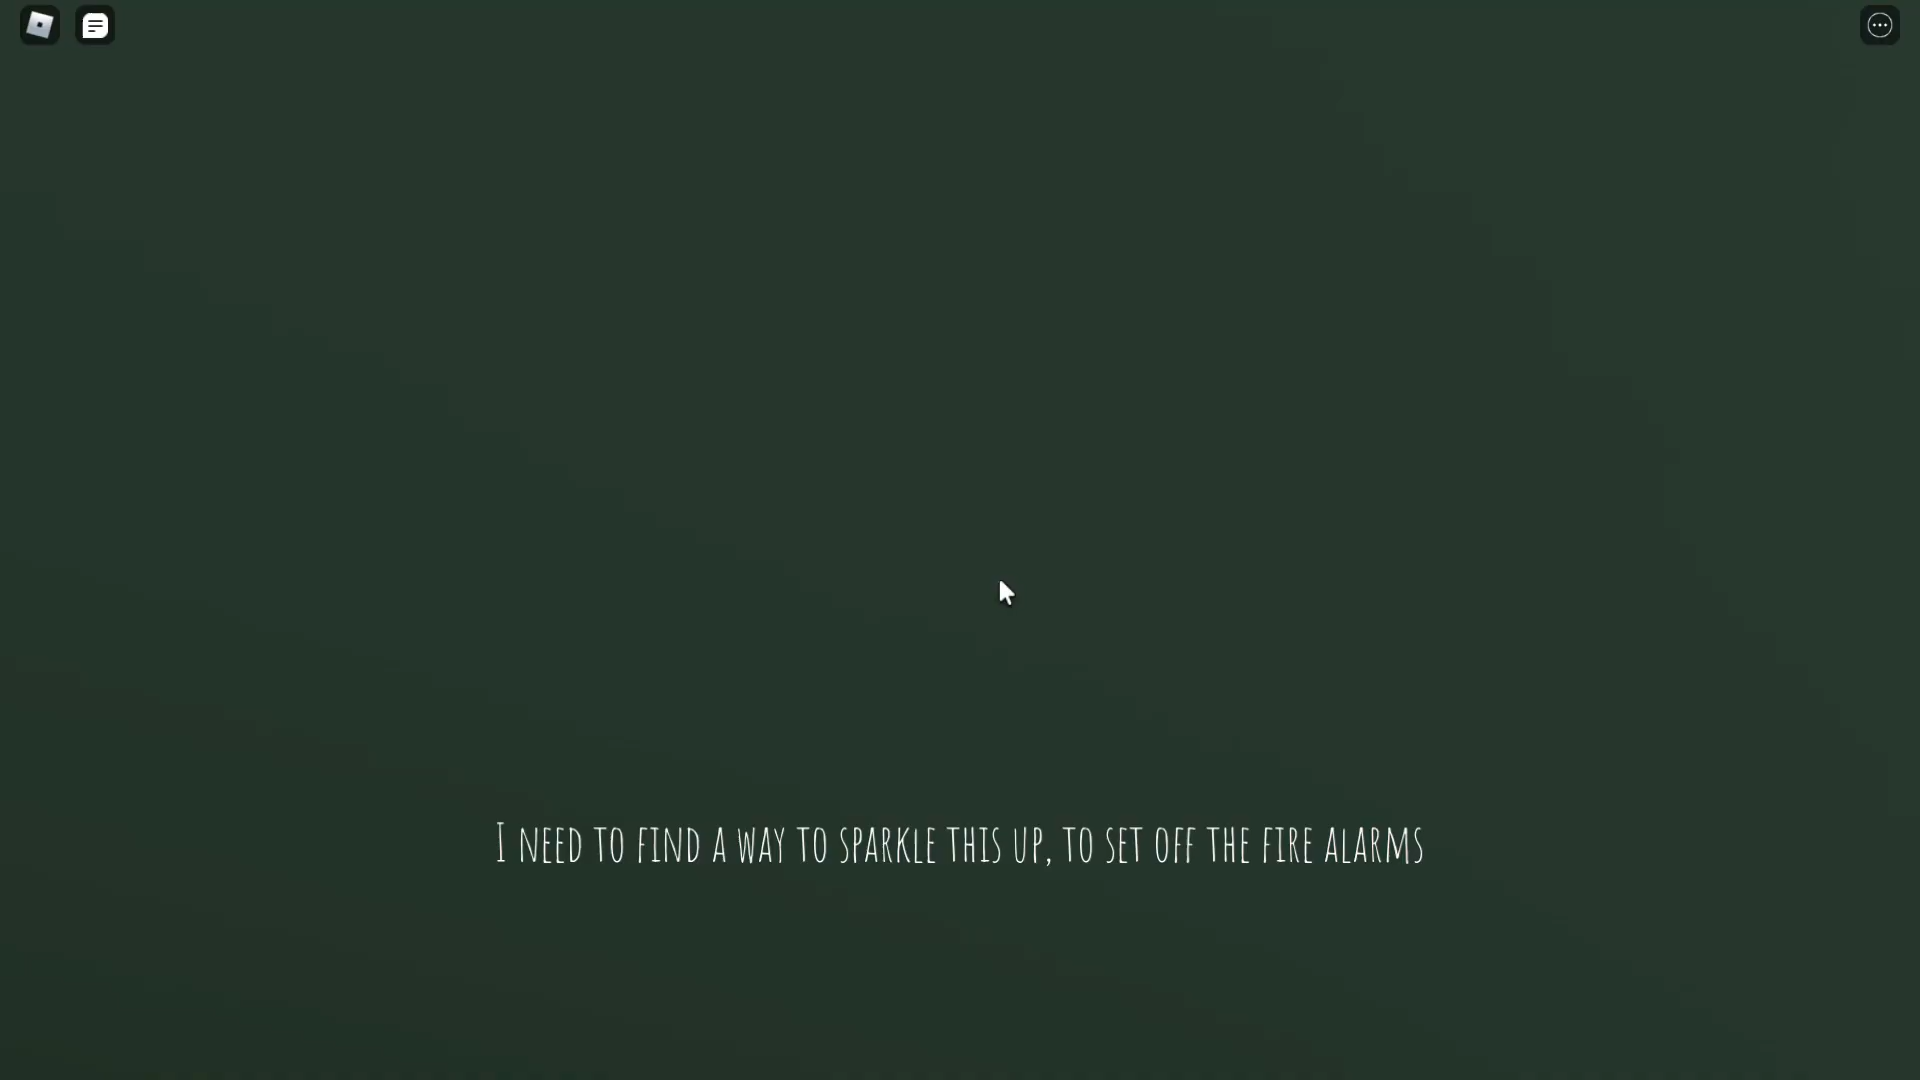 I NEED TO FIND A WAY TO SPARKLE THIS UP, TO SET OFF THE FIRE ALARMS